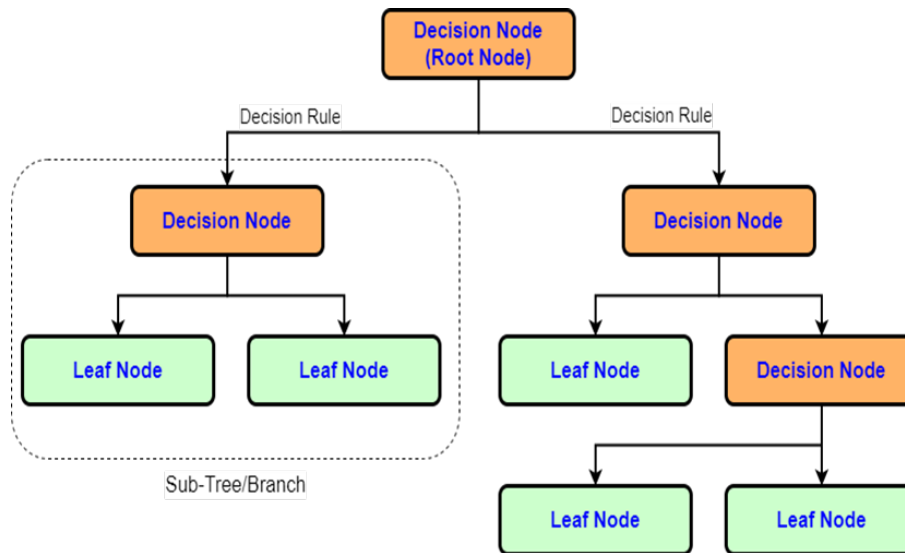 Decision Node
(Root Node)
Decision Rule
Decision Rule
Decision Node
Decision Node
Leaf Node
Leaf Node
Leaf Node
Decision Node
Sub-Tree/Branch
Leaf Node
Leaf Node